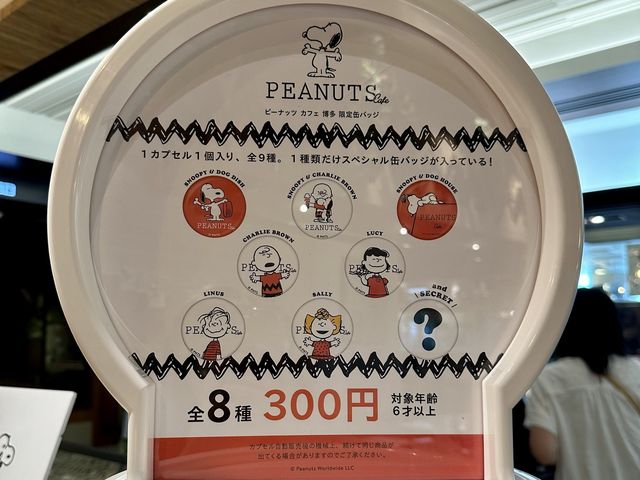 PEANUTS Cafe
ピーナッツ カフェ 博多 限定缶バッジ
1カプセル1個入り、全9種。1種類だけスペシャル缶バッジが入っている!
SNOOPY & DOG DISH
SNOOPY & CHARLIE BROWN
SNOOPY & DOG HOUSE
PEANUTS
PEANUTS
PEANUTS
Cafe
CHARLIE BROWN
LUCY
LINUS
SALLY
and
SECRET
?
全8種 300円 対象年齢
6才以上
カプセル自動販売機の機械上、続けて同じ商品が
出てくる場合がありますのでご了承ください。
© Peanuts Worldwide LLC